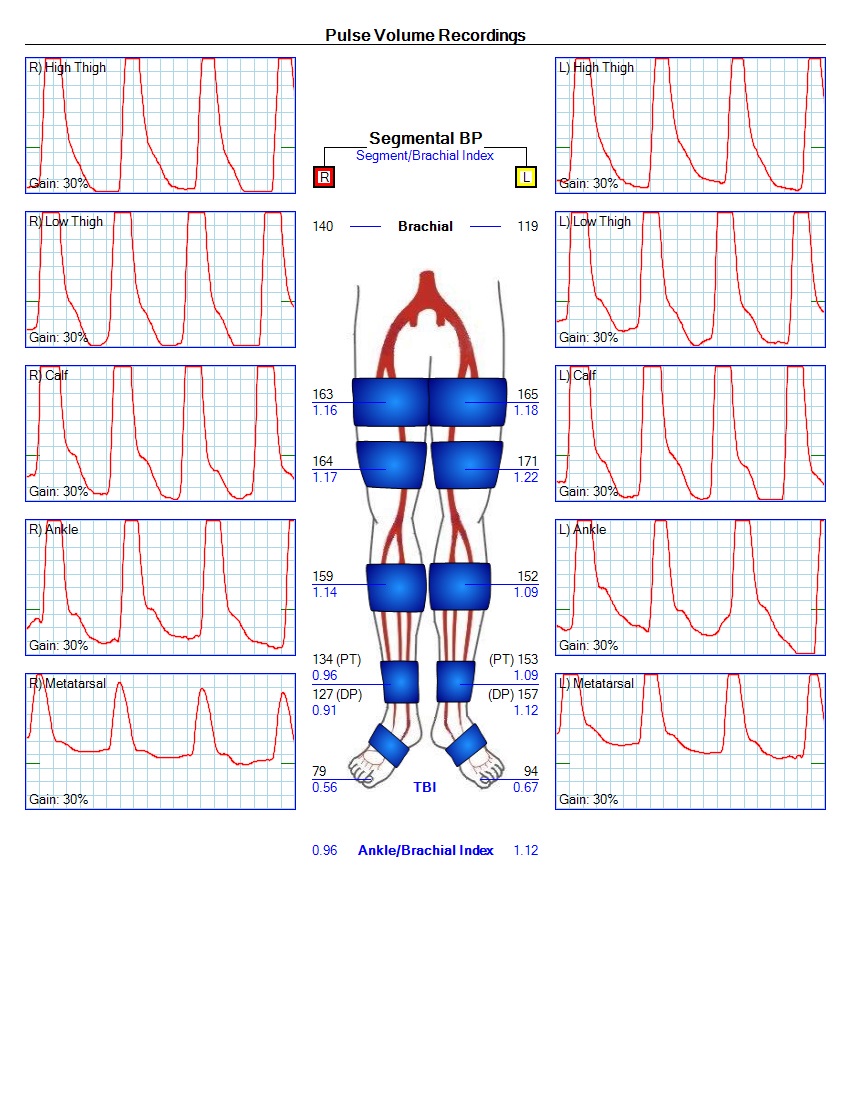 Pulse Volume Recordings
R) High Thigh
Gain: 30%
R) Low Thigh
Gain: 30%
R) Calf
Gain: 30%
R) Ankle
Gain: 30%
R) Metatarsal
Gain: 30%
Segmental BP
Segment/Brachial Index
R L
140 Brachial 119
163 165
1.16 1.18
164 171
1.17 1.22
159 152
1.14 1.09
134 (PT) (PT) 153
0.96 1.09
127 (DP) (DP) 157
0.91 1.12
79 94
0.56 TBI 0.67
0.96 Ankle/Brachial Index 1.12
L) High Thigh
Gain: 30%
L) Low Thigh
Gain: 30%
L) Calf
Gain: 30%
L) Ankle
Gain: 30%
L) Metatarsal
Gain: 30%